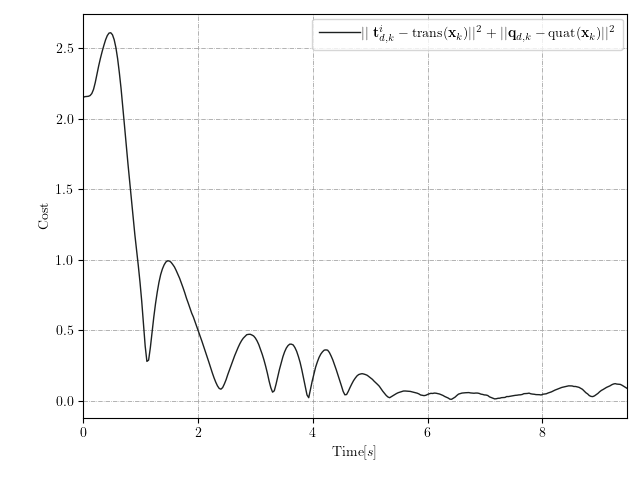 || t^i_{d,k} − trans(x_k)||² + ||q_{d,k} − quat(x_k)||²
2.5
2.0
1.5
1.0
0.5
0.0
Cost
0 2 4 6 8
Time[s]